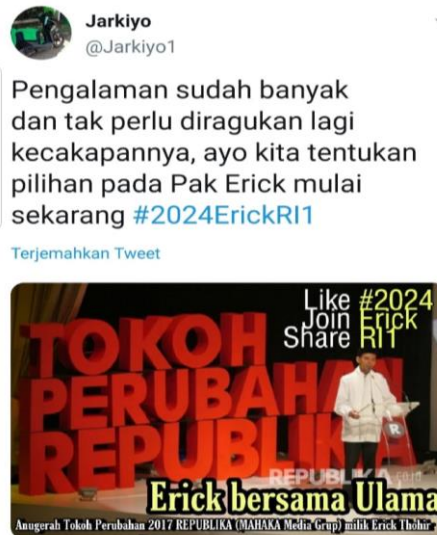 Jarkiyo
@Jarkiyo1
Pengalaman sudah banyak
dan tak perlu diragukan lagi
kecakapannya, ayo kita tentukan
pilihan pada Pak Erick mulai
sekarang #2024ErickRI1
Terjemahkan Tweet
Like #2024
Join Erick
Share RI1
TOKOH
PERUBAHAN
REPUBLIKA
R
REPUBLIKA
Erick bersama Ulama
Anugerah Tokoh Perubahan 2017 REPUBLIKA (MAHAKA Media Grup) milik Erick Thohir